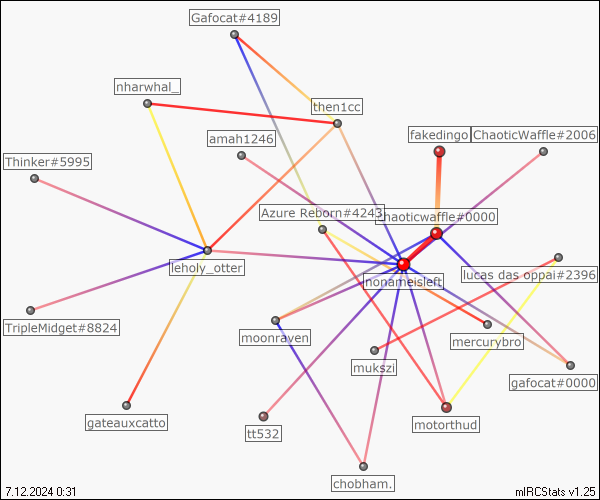 Gafocat#4189
nharwhal_
then1cc
fakedingo
ChaoticWaffle#2006
amah1246
Thinker#5995
Azure Reborn#4243
chaoticwaffle#0000
leholy_otter
nonameisleft
lucas das oppai#2396
TripleMidget#8824
moonraven
mercurybro
mukszi
gafocat#0000
gateauxcatto
tt532
motorthud
chobham.
7.12.2024 0:31
mIRCStats v1.25